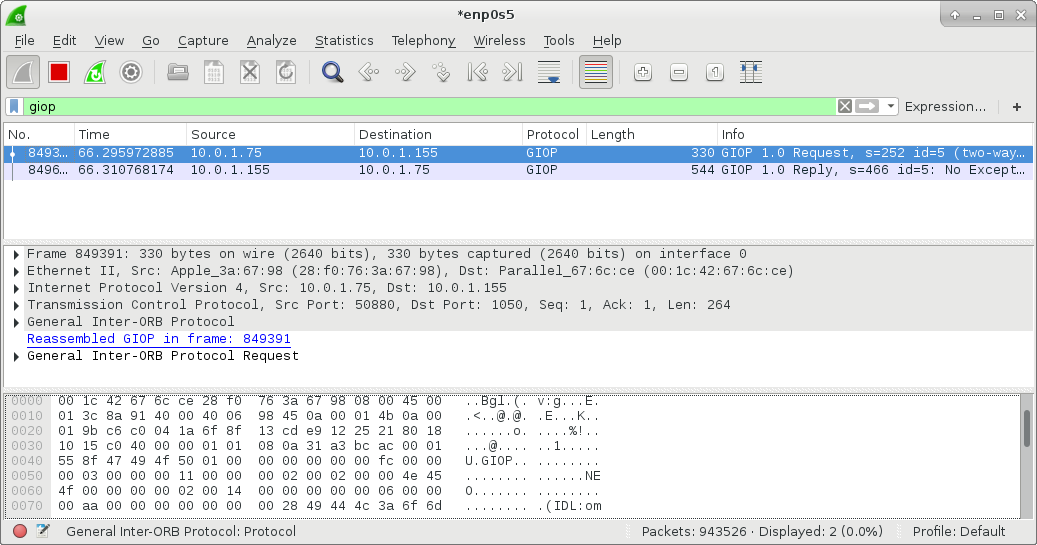 *enp0s5
File Edit View Go Capture Analyze Statistics Telephony Wireless Tools Help
giop Expression... +
No. Time Source Destination Protocol Length Info
8493… 66.295972885 10.0.1.75 10.0.1.155 GIOP 330 GIOP 1.0 Request, s=252 id=5 (two-way…
8496… 66.310768174 10.0.1.155 10.0.1.75 GIOP 544 GIOP 1.0 Reply, s=466 id=5: No Except…
Frame 849391: 330 bytes on wire (2640 bits), 330 bytes captured (2640 bits) on interface 0
Ethernet II, Src: Apple_3a:67:98 (28:f0:76:3a:67:98), Dst: Parallel_67:6c:ce (00:1c:42:67:6c:ce)
Internet Protocol Version 4, Src: 10.0.1.75, Dst: 10.0.1.155
Transmission Control Protocol, Src Port: 50880, Dst Port: 1050, Seq: 1, Ack: 1, Len: 264
General Inter-ORB Protocol
Reassembled GIOP in frame: 849391
General Inter-ORB Protocol Request
0000 00 1c 42 67 6c ce 28 f0 76 3a 67 98 08 00 45 00 ..Bgl.(. v:g...E.
0010 01 3c 8a 91 40 00 40 06 98 45 0a 00 01 4b 0a 00 .<..@.@. .E...K..
0020 01 9b c6 c0 04 1a 6f 8f 13 cd e9 12 25 21 80 18 ......o. ....%!..
0030 10 15 c0 40 00 00 01 01 08 0a 31 a3 bc ac 00 01 ...@.... ..1.....
0040 55 8f 47 49 4f 50 01 00 00 00 00 00 00 fc 00 00 U.GIOP.. ........
0050 00 03 00 00 00 11 00 00 00 02 00 02 00 00 4e 45 ........ ......NE
0060 4f 00 00 00 00 02 00 14 00 00 00 00 00 06 00 00 O....... ........
0070 00 aa 00 00 00 00 00 00 00 28 49 44 4c 3a 6f 6d ........ .(IDL:om
General Inter-ORB Protocol: Protocol Packets: 943526 · Displayed: 2 (0.0%) Profile: Default